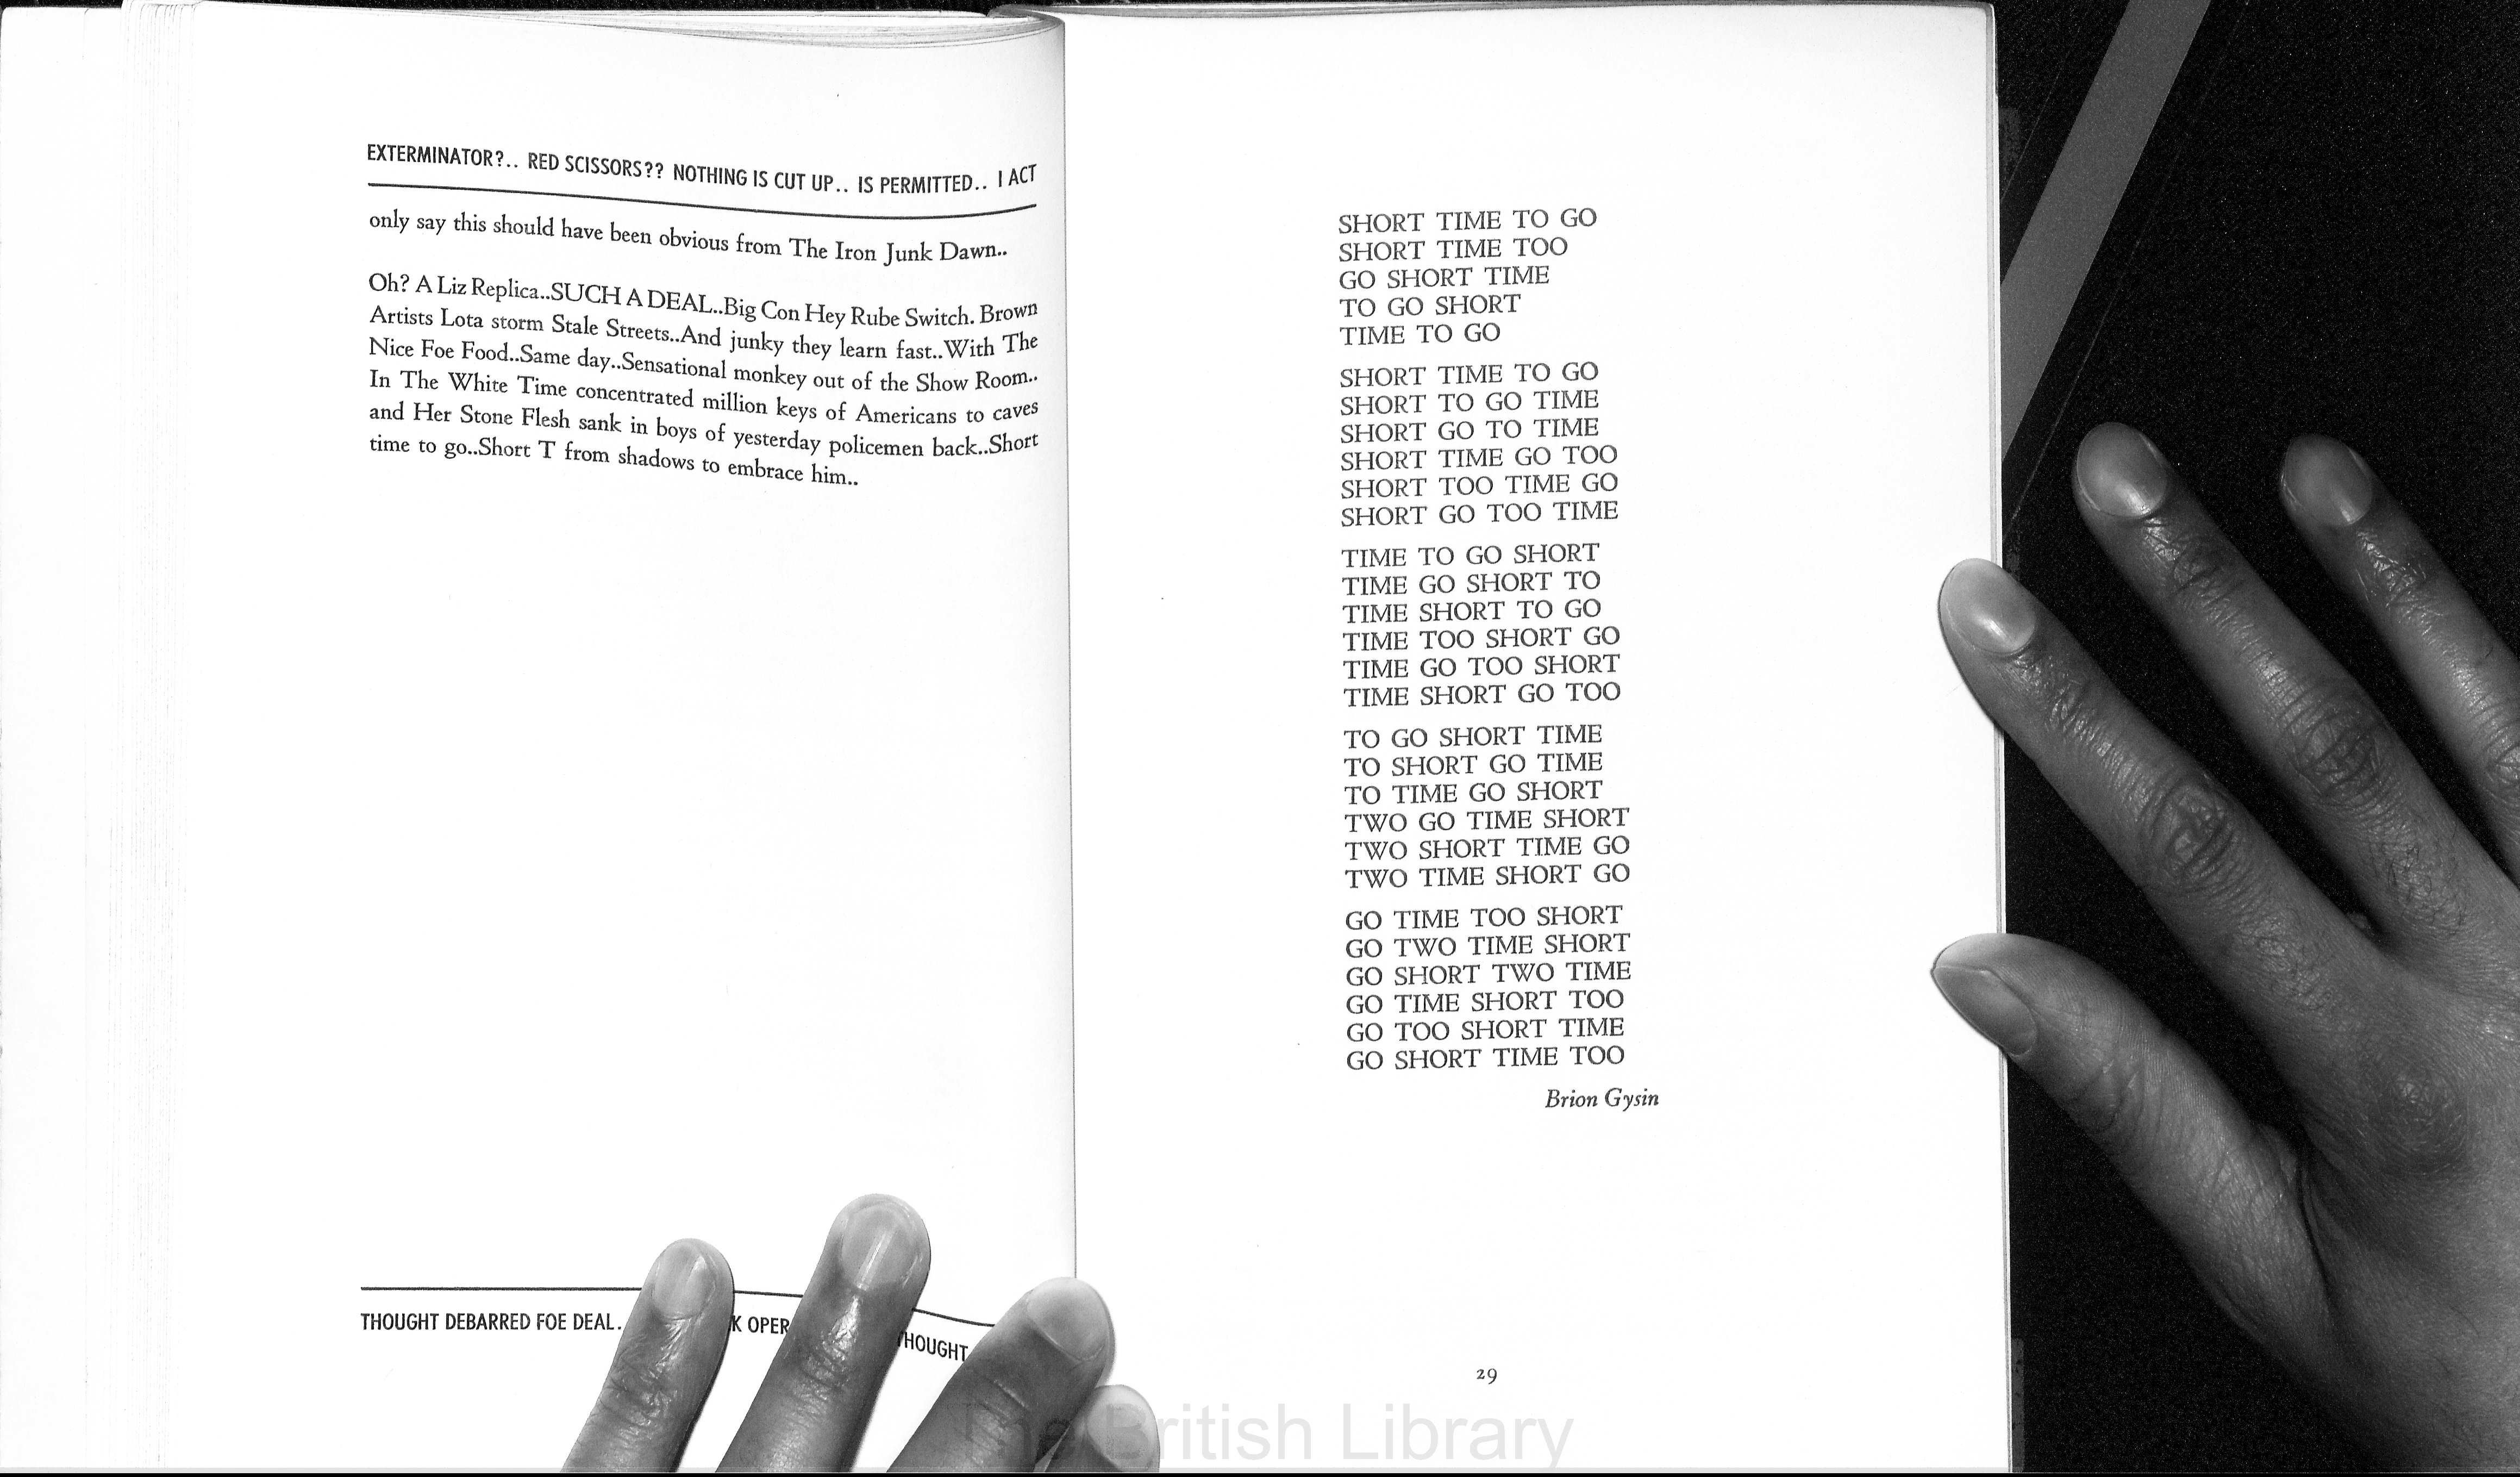 EXTERMINATOR?.. RED SCISSORS?? NOTHING IS CUT UP.. IS PERMITTED.. I ACT
only say this should have been obvious from The Iron Junk Dawn..
Oh? A Liz Replica..SUCH A DEAL..Big Con Hey Rube Switch. Brown
Artists Lota storm Stale Streets..And junky they learn fast..With The
Nice Foe Food..Same day..Sensational monkey out of the Show Room..
In The White Time concentrated million keys of Americans to caves
and Her Stone Flesh sank in boys of yesterday policemen back..Short
time to go..Short T from shadows to embrace him..
THOUGHT DEBARRED FOE DEAL.
SHORT TIME TO GO
SHORT TIME TOO
GO SHORT TIME
TO GO SHORT
TIME TO GO
SHORT TIME TO GO
SHORT TO GO TIME
SHORT GO TO TIME
SHORT TIME GO TOO
SHORT TOO TIME GO
SHORT GO TOO TIME
TIME TO GO SHORT
TIME GO SHORT TO
TIME SHORT TO GO
TIME TOO SHORT GO
TIME GO TOO SHORT
TIME SHORT GO TOO
TO GO SHORT TIME
TO SHORT GO TIME
TO TIME GO SHORT
TWO GO TIME SHORT
TWO SHORT TIME GO
TWO TIME SHORT GO
GO TIME TOO SHORT
GO TWO TIME SHORT
GO SHORT TWO TIME
GO TIME SHORT TOO
GO TOO SHORT TIME
GO SHORT TIME TOO
Brion Gysin
29
The British Library